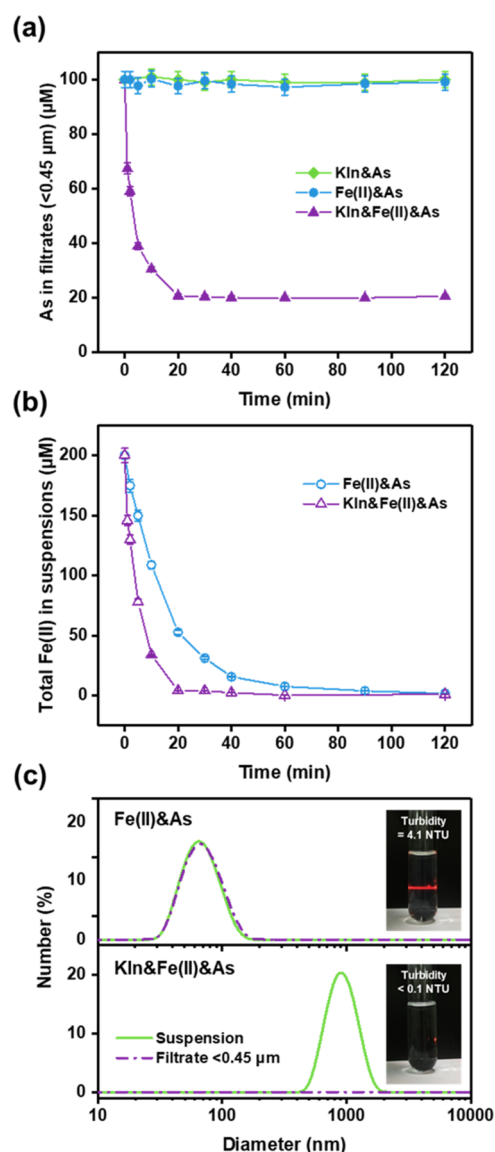 (a)
As in filtrates (<0.45 μm) (μM)
120
100
80
60
40
20
0
Kln&As
Fe(II)&As
Kln&Fe(II)&As
0 20 40 60 80 100 120
Time (min)
(b)
Total Fe(II) in suspensions (μM)
200
150
100
50
0
Fe(II)&As
Kln&Fe(II)&As
0 20 40 60 80 100 120
Time (min)
(c)
Number (%)
20
10
0
Fe(II)&As
Turbidity
= 4.1 NTU
20
10
0
Kln&Fe(II)&As
Turbidity
< 0.1 NTU
Suspension
Filtrate <0.45 μm
10 100 1000 10000
Diameter (nm)